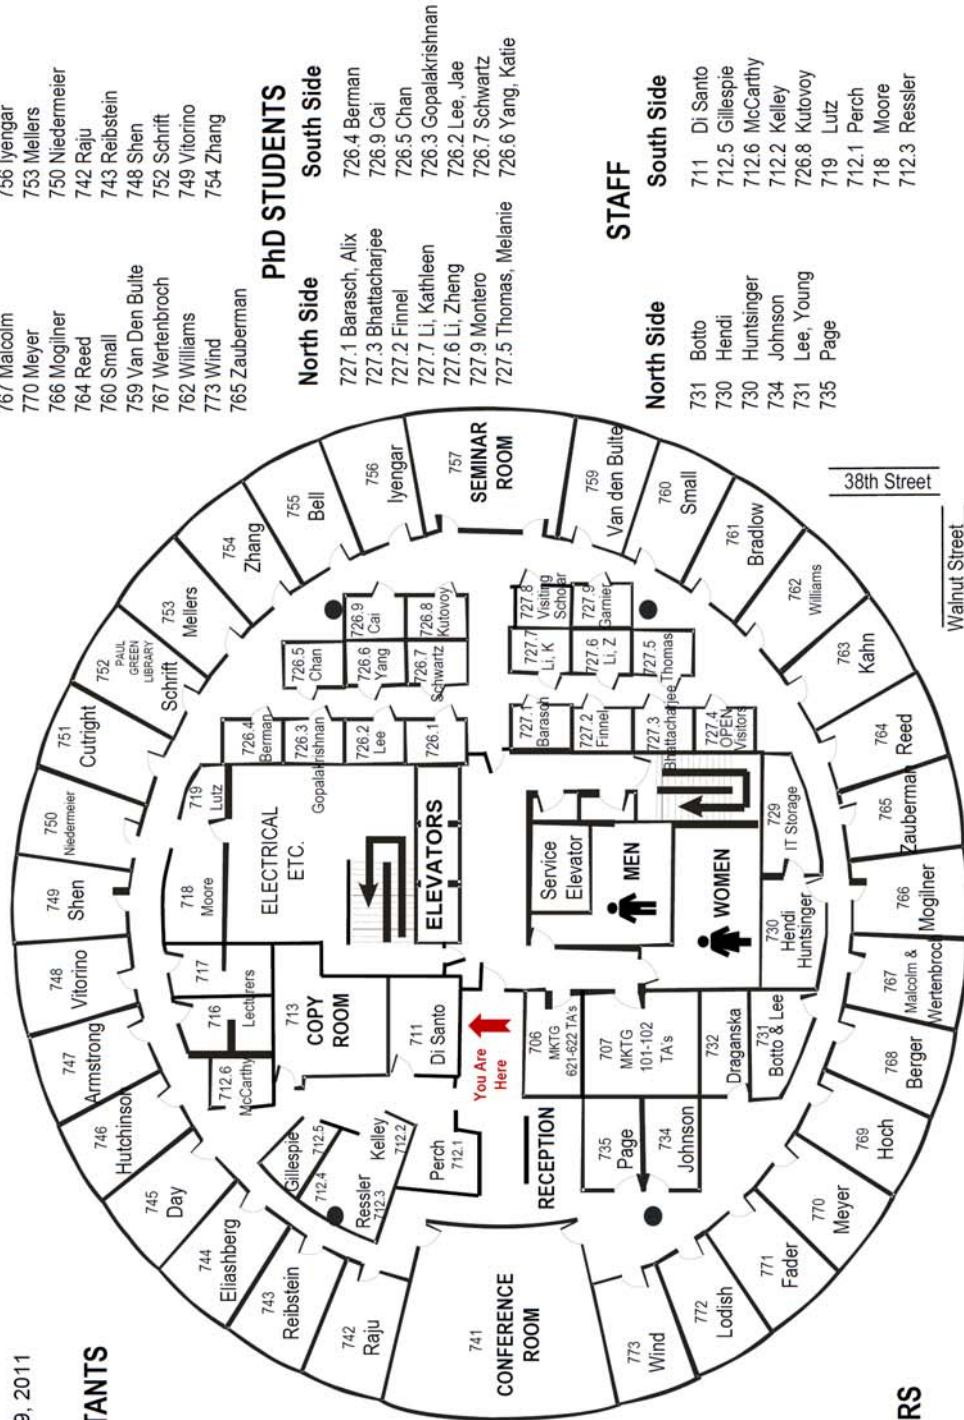 9, 2011
TANTS
RS
767 Malcolm
770 Meyer
766 Mogilner
764 Reed
760 Small
759 Van Den Bulte
767 Wertenbroch
762 Williams
773 Wind
765 Zauberman
756 Iyengar
753 Mellers
750 Niedermeier
742 Raju
743 Reibstein
748 Shen
752 Schrift
749 Vitorino
754 Zhang
PhD STUDENTS
North Side
727.1 Barasch, Alix
727.3 Bhattacharjee
727.2 Finnel
727.7 Li, Kathleen
727.6 Li, Zheng
727.9 Montero
727.5 Thomas, Melanie
South Side
726.4 Berman
726.9 Cai
726.5 Chan
726.3 Gopalakrishnan
726.2 Lee, Jae
726.7 Schwartz
726.6 Yang, Katie
STAFF
North Side
731 Botto
730 Hendi
730 Huntsinger
734 Johnson
731 Lee, Young
735 Page
South Side
711 Di Santo
712.5 Gillespie
712.6 McCarthy
712.2 Kelley
726.8 Kutovoy
719 Lutz
712.1 Perch
718 Moore
712.3 Ressler
741
CONFERENCE
ROOM
742
Raju
743
Reibstein
744
Eliashberg
745
Day
746
Hutchinson
747
Armstrong
748
Vitorino
749
Shen
750
Niedermeier
751
Cutright
752
PAUL
GREEN
LIBRARY
Schrift
753
Mellers
754
Zhang
755
Bell
756
Iyengar
757
SEMINAR
ROOM
759
Van den Bulte
760
Small
761
Bradlow
762
Williams
763
Kahn
764
Reed
765
Zauberman
766
Mogilner
767
Malcolm &
Wertenbroch
768
Berger
769
Hoch
770
Meyer
771
Fader
772
Lodish
773
Wind
Gillespie
712.5
712.4
Ressler
712.3
Kelley
712.2
Perch
712.1
712.6
McCarthy
716
717
Lecturers
718
Moore
719
Lutz
713
COPY
ROOM
711
Di Santo
ELECTRICAL
ETC.
ELEVATORS
726.4
Berman
726.3
Gopalakrishnan
726.2
Lee
726.1
726.5
Chan
726.6
Yang
726.7
Schwartz
726.9
Cai
726.8
Kutovoy
You Are
Here
RECEPTION
706
MKTG
621-622 TA's
707
MKTG
101-102
TA's
732
Draganska
731
Botto & Lee
735
Page
734
Johnson
Service
Elevator
MEN
WOMEN
730
Hendi
Huntsinger
729
IT Storage
727.1
Barasch
727.2
Finnel
727.3
Bhattacharjee
727.4
OPEN
Visitors
727.7
Li, K
727.6
Li, Z
727.5
Thomas
727.8
Visiting
Scholar
727.9
Garnier
38th Street
Walnut Street